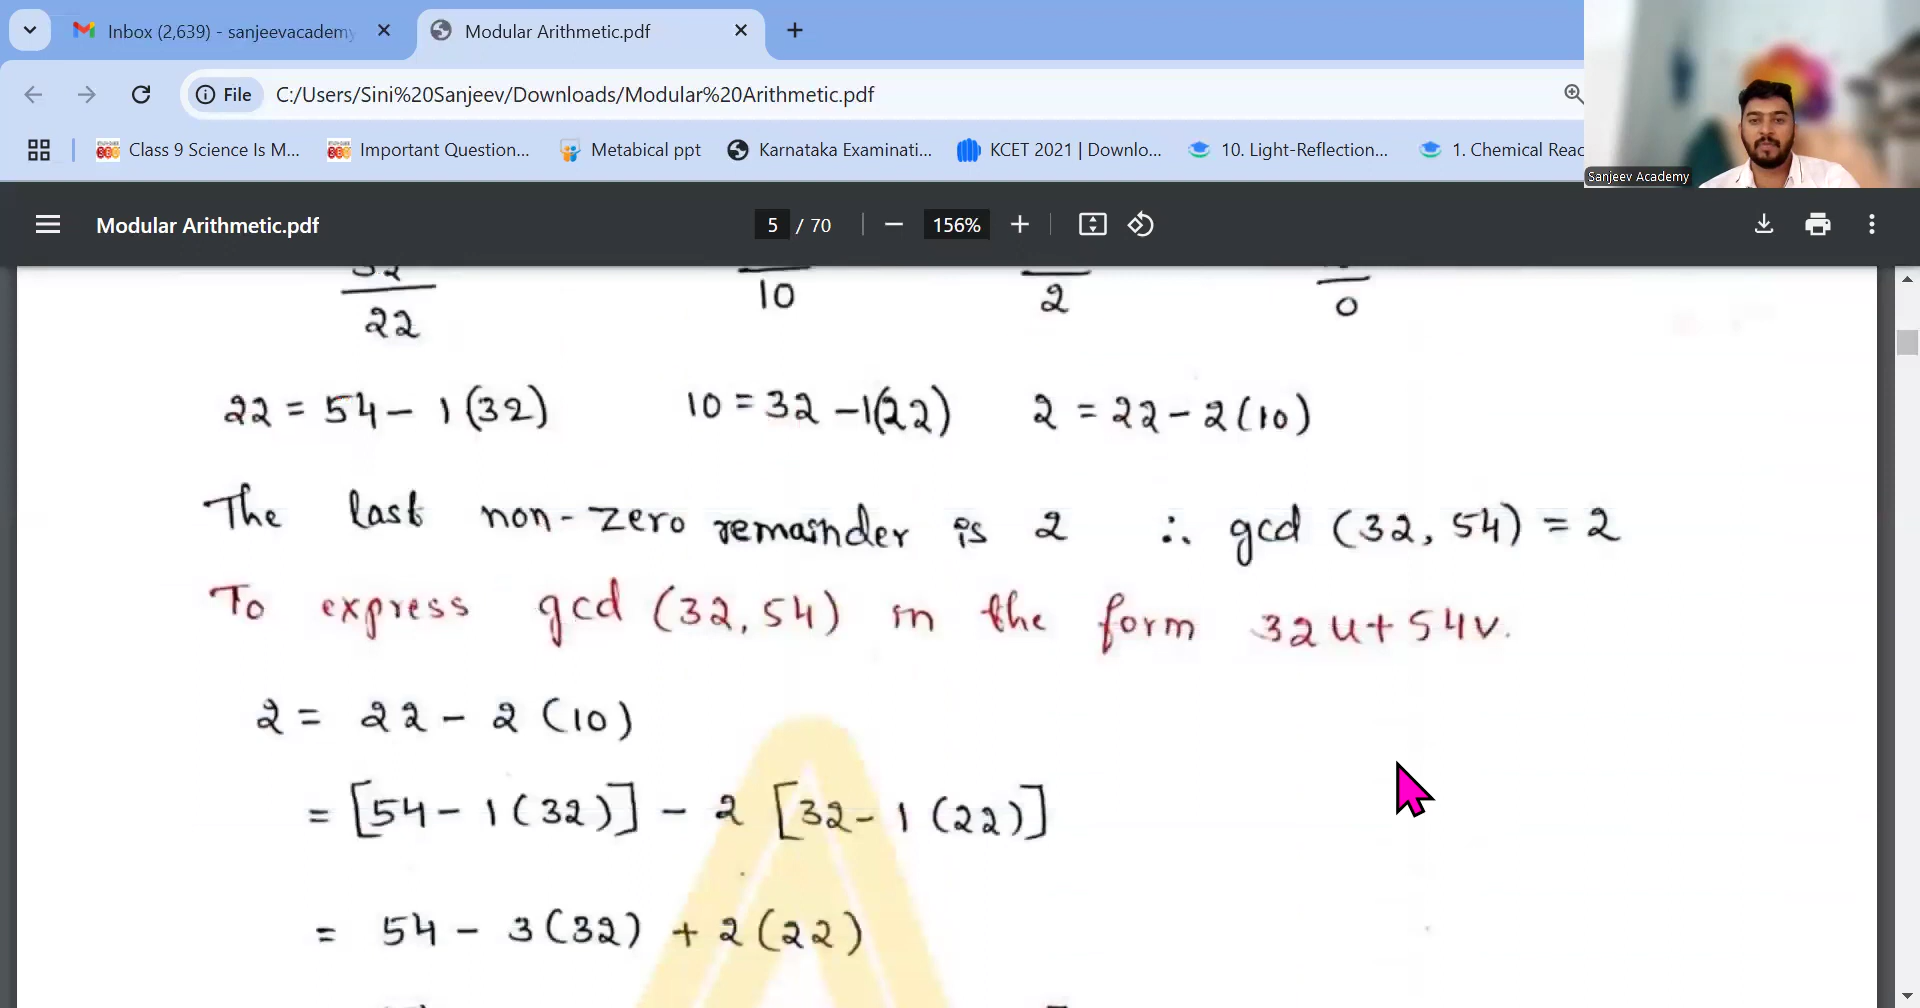 Inbox (2,639) - sanjeevacademy
Modular Arithmetic.pdf
File
C:/Users/Sini%20Sanjeev/Downloads/Modular%20Arithmetic.pdf
Class 9 Science Is M...
Important Question...
Metabical ppt
Karnataka Examinati...
KCET 2021 | Downlo...
10. Light-Reflection...
1. Chemical Reac
Sanjeev Academy
Modular Arithmetic.pdf
5 / 70
156%
32
22 10 2 0
22 = 54 - 1(32) 10 = 32 - 1(22) 2 = 22 - 2(10)
The last non-zero remainder is 2 ∴ gcd (32, 54) = 2
To express gcd (32, 54) in the form 32u + 54v.
2 = 22 - 2 (10)
= [54 - 1(32)] - 2 [32 - 1 (22)]
= 54 - 3(32) + 2(22)